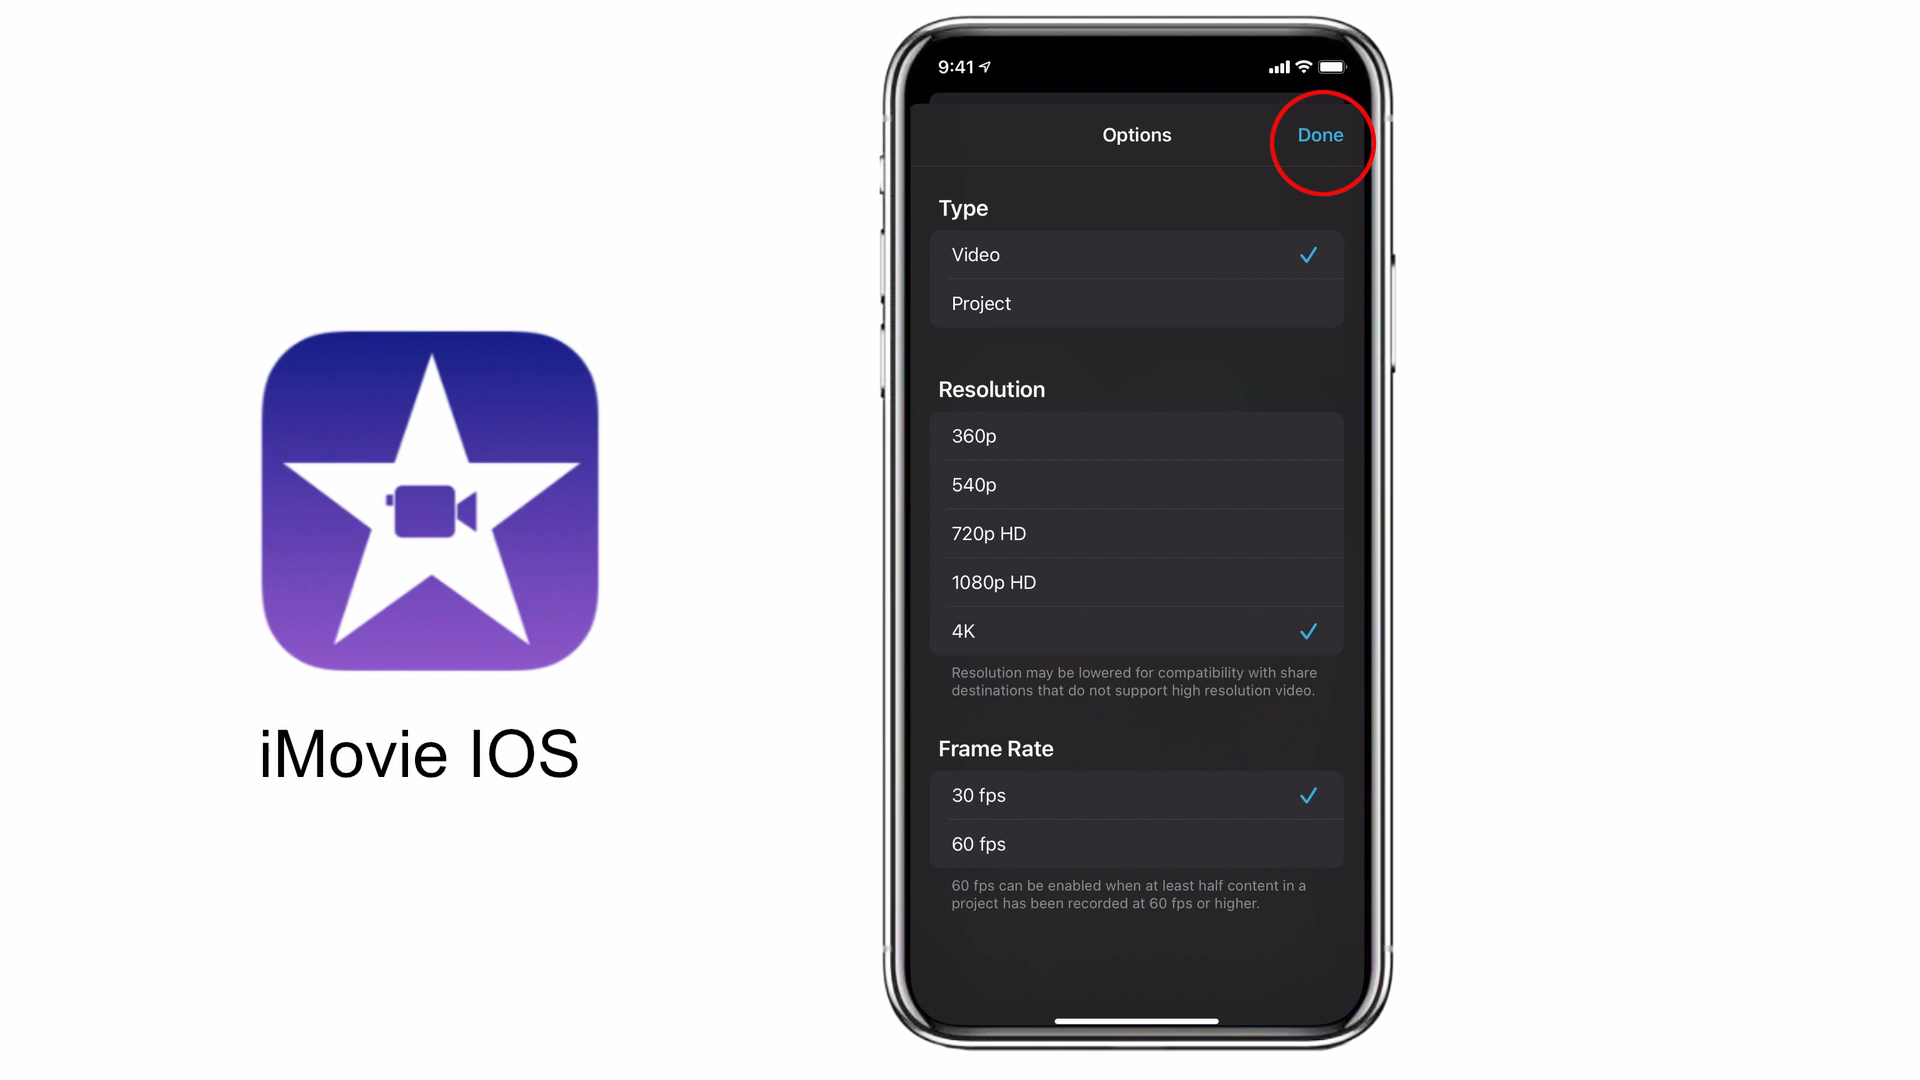 9:41
Options
Done
Type
Video
Project
Resolution
360p
540p
720p HD
1080p HD
4K
Resolution may be lowered for compatibility with share
destinations that do not support high resolution video.
Frame Rate
30 fps
60 fps
60 fps can be enabled when at least half content in a
project has been recorded at 60 fps or higher.
iMovie IOS